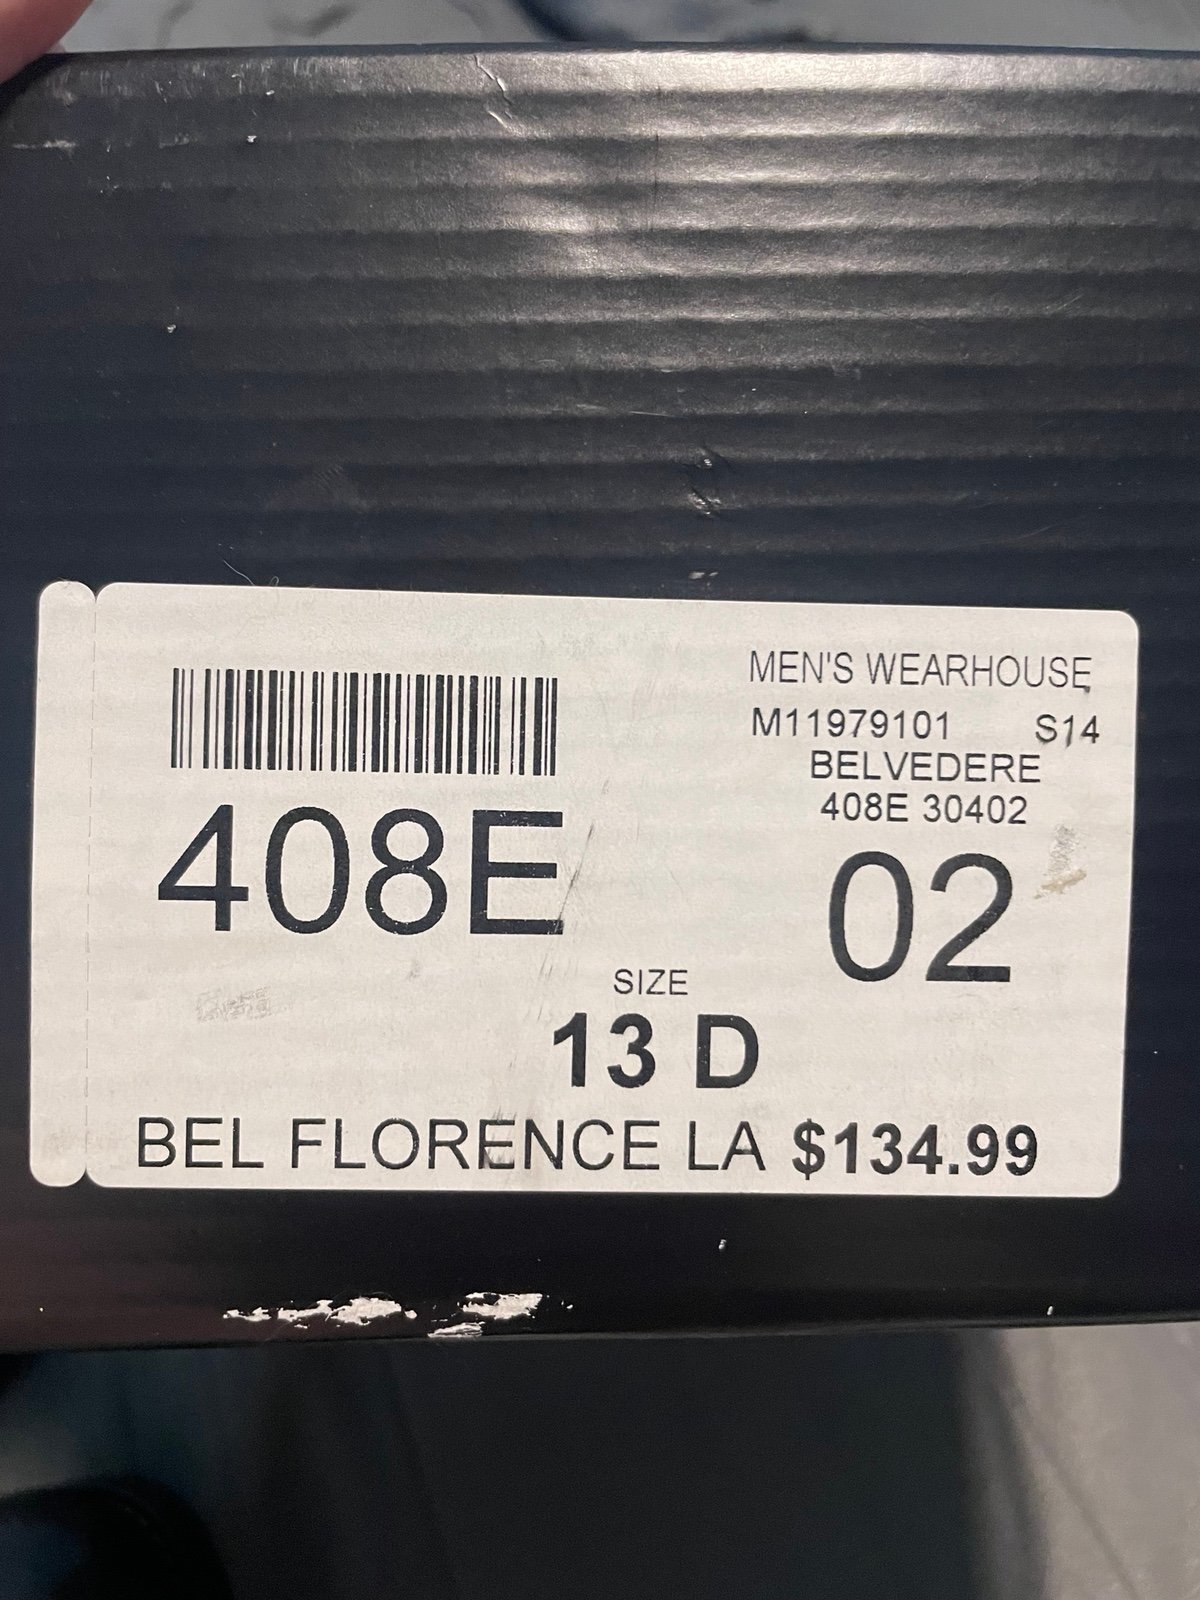 MEN'S WEARHOUSE
M11979101 S14
BELVEDERE
408E 30402
408E
02
SIZE
13 D
BEL FLORENCE LA $134.99